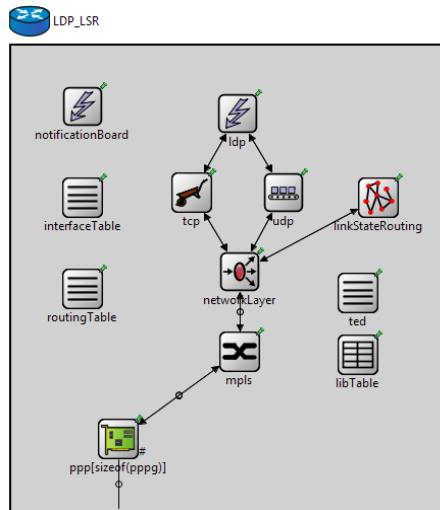 LDP_LSR
notificationBoard
ldp
interfaceTable
tcp
udp
linkStateRouting
routingTable
networkLayer
ted
mpls
libTable
#
ppp[sizeof(pppg)]